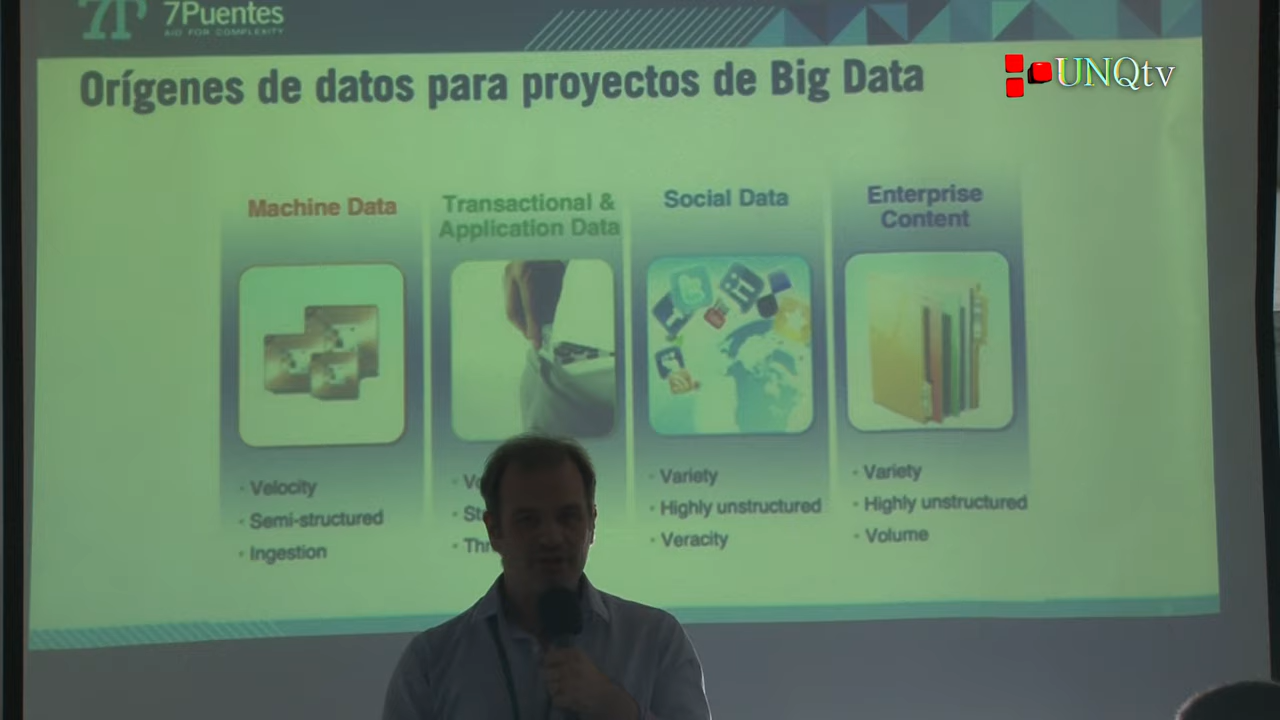 7Puentes
AID FOR COMPLEXITY
UNQtv
Orígenes de datos para proyectos de Big Data
Machine Data
• Velocity
• Semi-structured
• Ingestion
Transactional &
Application Data
Social Data
• Variety
• Highly unstructured
• Veracity
Enterprise
Content
• Variety
• Highly unstructured
• Volume